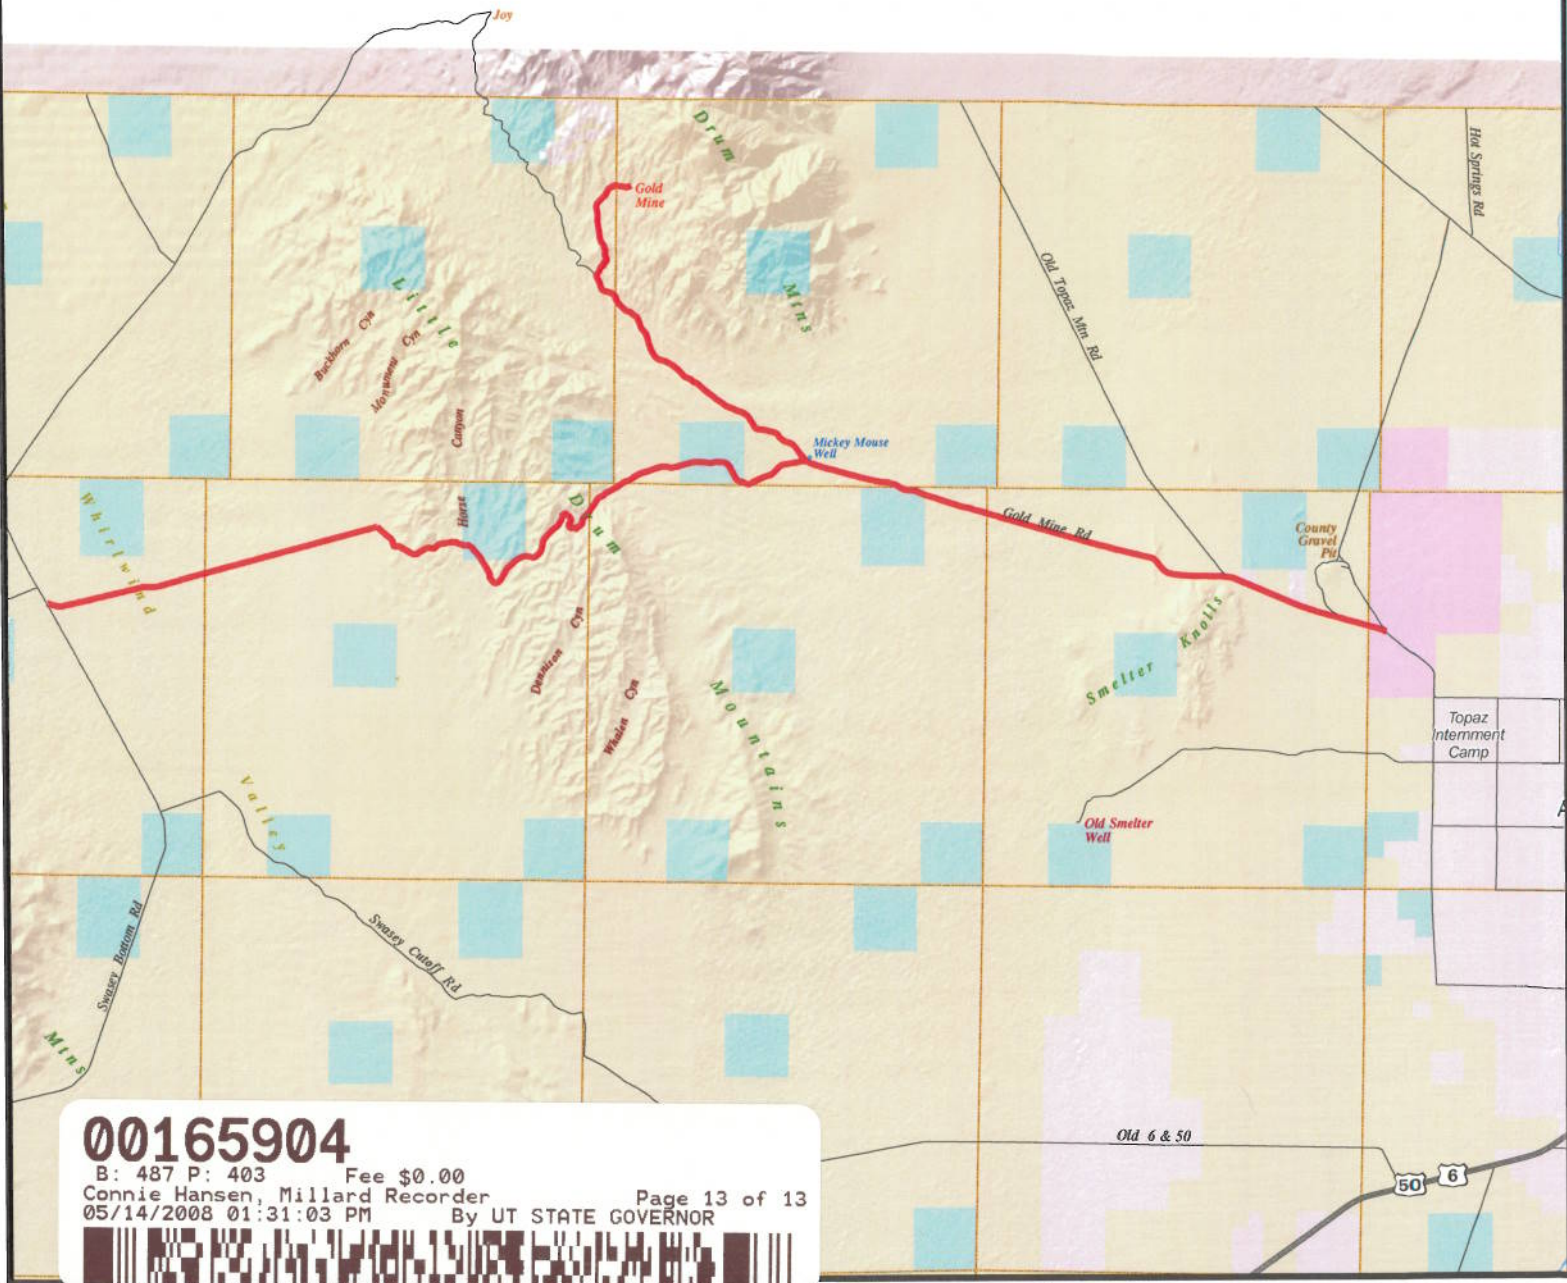 Joy
Drum
Hot Springs Rd
Gold
Mine
Old Topaz Mtn Rd
Mtns
Little
Buckhorn Cyn
Monument Cyn
Canyon
Mickey Mouse
Well
Whirlwind
Horse
Drum
Gold Mine Rd
County
Gravel
Pit
Dennison Cyn
Smelter Knolls
Whalen Cyn
Mountains
Topaz
Internment
Camp
Valley
A
Old Smelter
Well
Swasey Bottom Rd
Swasey Cutoff Rd
Mtns
Old 6 & 50
50
6
00165904
B: 487 P: 403 Fee $0.00
Connie Hansen, Millard Recorder Page 13 of 13
05/14/2008 01:31:03 PM By UT STATE GOVERNOR